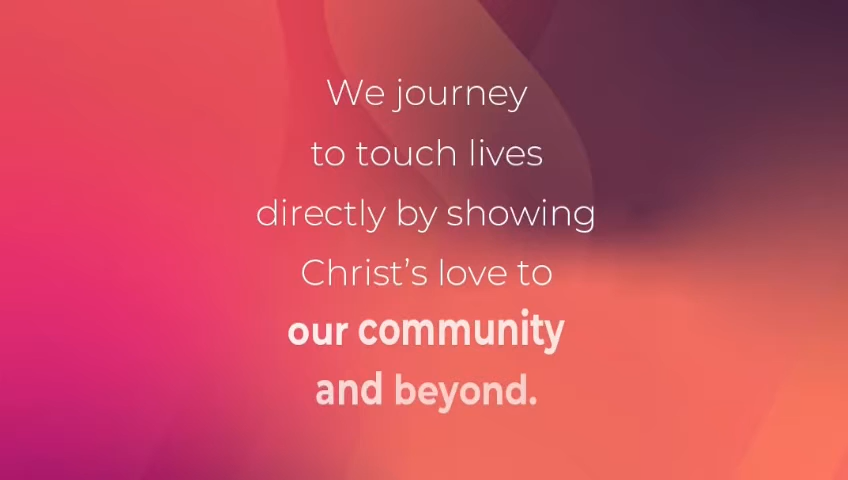 We journey
to touch lives
directly by showing
Christ’s love to
our community
and beyond.